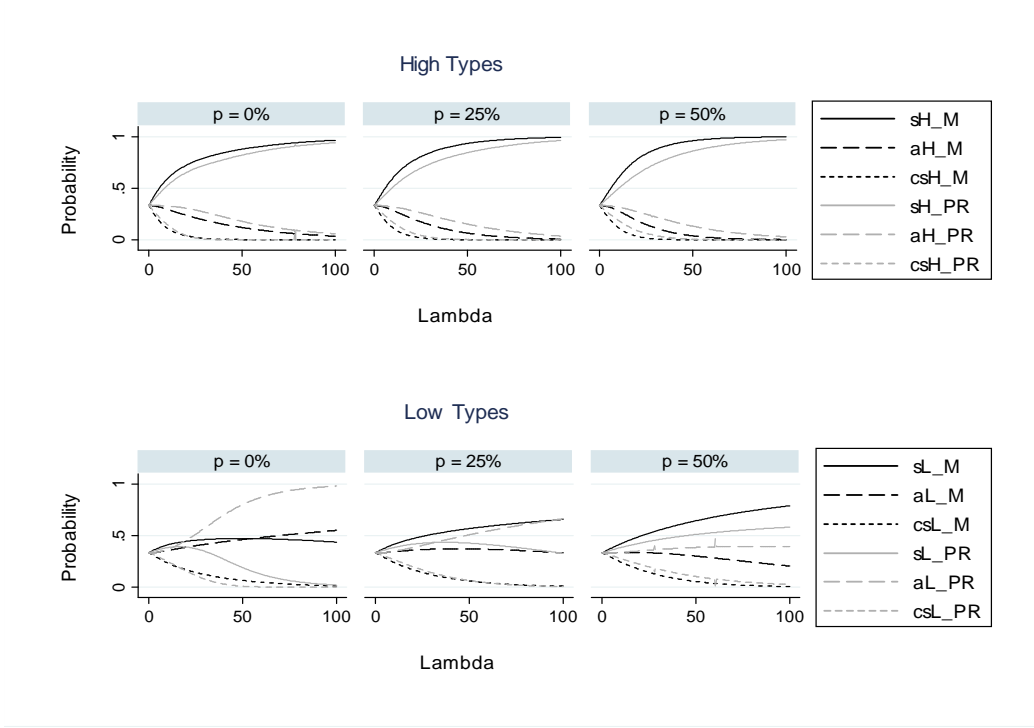 High Types
p = 0%
p = 25%
p = 50%
Probability
1
.5
0
0 50 100
0 50 100
0 50 100
Lambda
sH_M
aH_M
csH_M
sH_PR
aH_PR
csH_PR
Low Types
p = 0%
p = 25%
p = 50%
Probability
1
.5
0
0 50 100
0 50 100
0 50 100
Lambda
sL_M
aL_M
csL_M
sL_PR
aL_PR
csL_PR